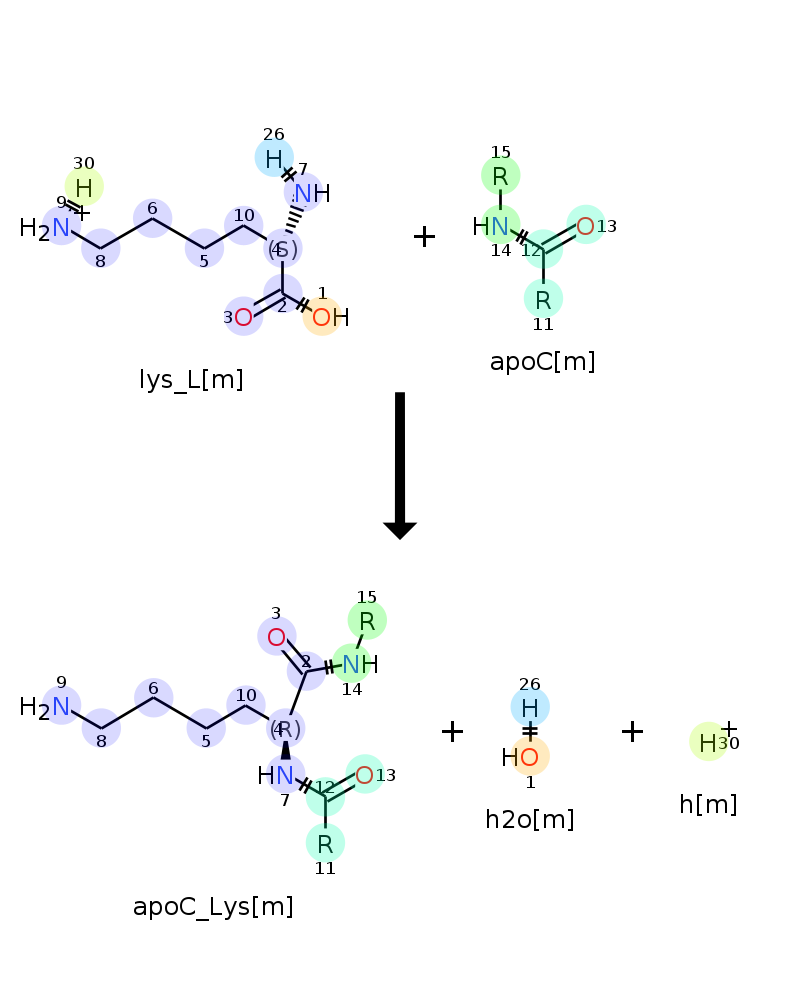 26
H
30
H
7
NH
15
R
9
+
H2N
6
10
8
5
4
(S)
+
HN
14
12
O
13
3
O
2
1
OH
R
11
lys_L[m]
apoC[m]
3
O
15
R
2
NH
14
9
H2N
6
10
8
5
4
(R)
HN
7
12
O
13
R
11
+
26
H
HO
1
+
H
+
30
h2o[m]
h[m]
apoC_Lys[m]